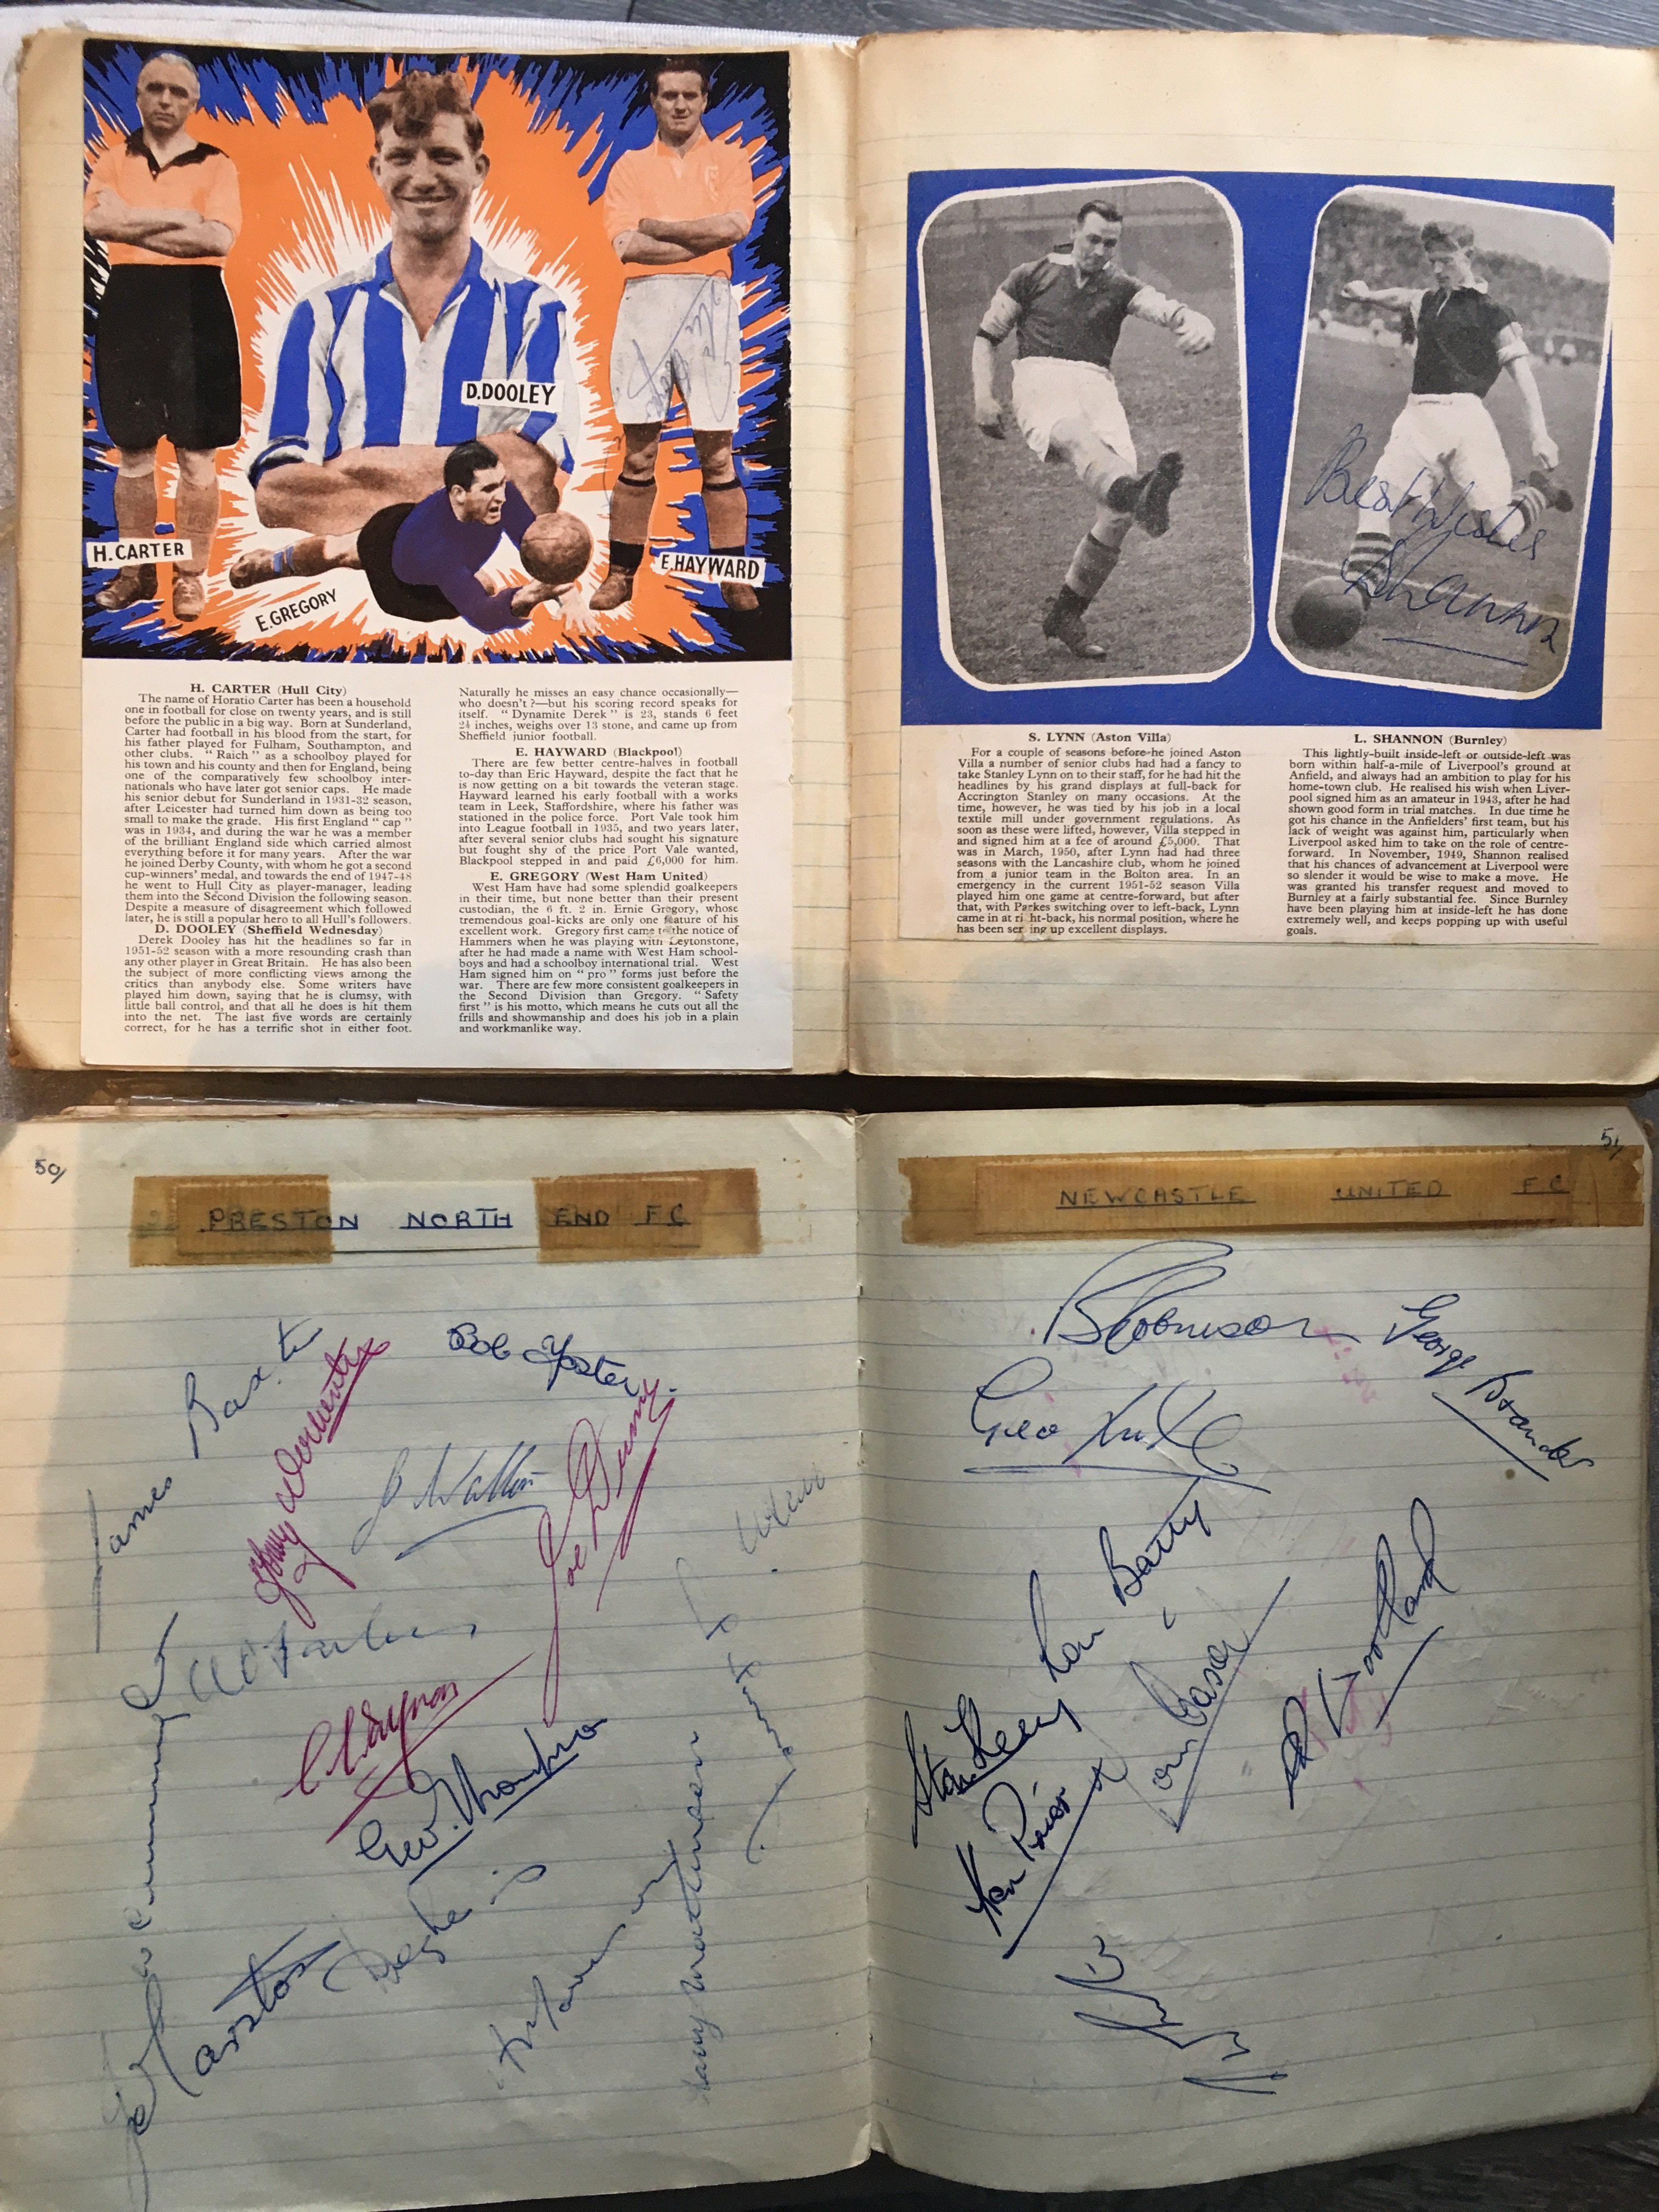 D. DOOLEY
H. CARTER
E. GREGORY
E. HAYWARD
H. CARTER (Hull City)
The name of Horatio Carter has been a household
one in football for close on twenty years, and is still
before the public in a big way. Born at Sunderland,
Carter had football in his blood from the start, for
his father played for Fulham, Southampton, and
other clubs. "Raich" as a schoolboy played for
his town and his county and then for England, being
one of the comparatively few schoolboy inter-
nationals who have later got senior caps. He made
his senior debut for Sunderland in 1931-32 season,
after Leicester had turned him down as being too
small to make the grade. His first England "cap"
was in 1934, and during the war he was a member
of the brilliant England side which carried almost
everything before it for many years. After the war
he joined Derby County, with whom he got a second
cup-winners' medal, and towards the end of 1947-48
he went to Hull City as player-manager, leading
them into the Second Division the following season.
Despite a measure of disagreement which followed
later, he is still a popular hero to all Hull's followers.
D. DOOLEY (Sheffield Wednesday)
Derek Dooley has hit the headlines so far in
1951-52 season with a more resounding crash than
any other player in Great Britain. He has also been
the subject of more conflicting views among the
critics than anybody else. Some writers have
played him down, saying that he is clumsy, with
little ball control, and that all he does is hit them
into the net. The last five words are certainly
correct, for he has a terrific shot in either foot.
Naturally he misses an easy chance occasionally—
who doesn't?—but his scoring record speaks for
itself. "Dynamite Derek" is 23, stands 6 feet
2½ inches, weighs over 13 stone, and came up from
Sheffield junior football.
E. HAYWARD (Blackpool)
There are few better centre-halves in football
to-day than Eric Hayward, despite the fact that he
is now getting on a bit towards the veteran stage.
Hayward learned his early football with a works
team in Leek, Staffordshire, where his father was
stationed in the police force. Port Vale took him
into League football in 1935, and two years later,
after several senior clubs had sought his signature
but fought shy of the price Port Vale wanted,
Blackpool stepped in and paid £6,000 for him.
E. GREGORY (West Ham United)
West Ham have had some splendid goalkeepers
in their time, but none better than their present
custodian, the 6 ft. 2 in. Ernie Gregory, whose
tremendous goal-kicks are only one feature of his
excellent work. Gregory first came to the notice of
Hammers when he was playing with Leytonstone,
after he had made a name with West Ham school-
boys and had a schoolboy international trial. West
Ham signed him on "pro" forms just before the
war. There are few more consistent goalkeepers in
the Second Division than Gregory. "Safety
first" is his motto, which means he cuts out all the
frills and showmanship and does his job in a plain
and workmanlike way.
Best Wishes
Shannon
S. LYNN (Aston Villa)
For a couple of seasons before he joined Aston
Villa a number of senior clubs had had a fancy to
take Stanley Lynn on to their staff, for he had hit the
headlines by his grand displays at full-back for
Accrington Stanley on many occasions. At the
time, however, he was tied by his job in a local
textile mill under government regulations. As
soon as these were lifted, however, Villa stepped in
and signed him at a fee of around £5,000. That
was in March, 1950, after Lynn had had three
seasons with the Lancashire club, whom he joined
from a junior team in the Bolton area. In an
emergency in the current 1951-52 season Villa
played him one game at centre-forward, but after
that, with Parkes switching over to left-back, Lynn
came in at right-back, his normal position, where he
has been serving up excellent displays.
L. SHANNON (Burnley)
This lightly-built inside-left or outside-left was
born within half-a-mile of Liverpool's ground at
Anfield, and always had an ambition to play for his
home-town club. He realised his wish when Liver-
pool signed him as an amateur in 1943, after he had
shown good form in trial matches. In due time he
got his chance in the Anfielders' first team, but his
lack of weight was against him, particularly when
Liverpool asked him to take on the role of centre-
forward. In November, 1949, Shannon realised
that his chances of advancement at Liverpool were
so slender it would be wise to make a move. He
was granted his transfer request and moved to
Burnley at a fairly substantial fee. Since Burnley
have been playing him at inside-left he has done
extremely well, and keeps popping up with useful
goals.
50/
PRESTON NORTH END FC
James Baxter
Bob Foster
Joe Dunn
Joe Marston
51/
NEWCASTLE UNITED F.C
R Robinson
George Brander
Ron Batty
Stan Keery
Ken Prior